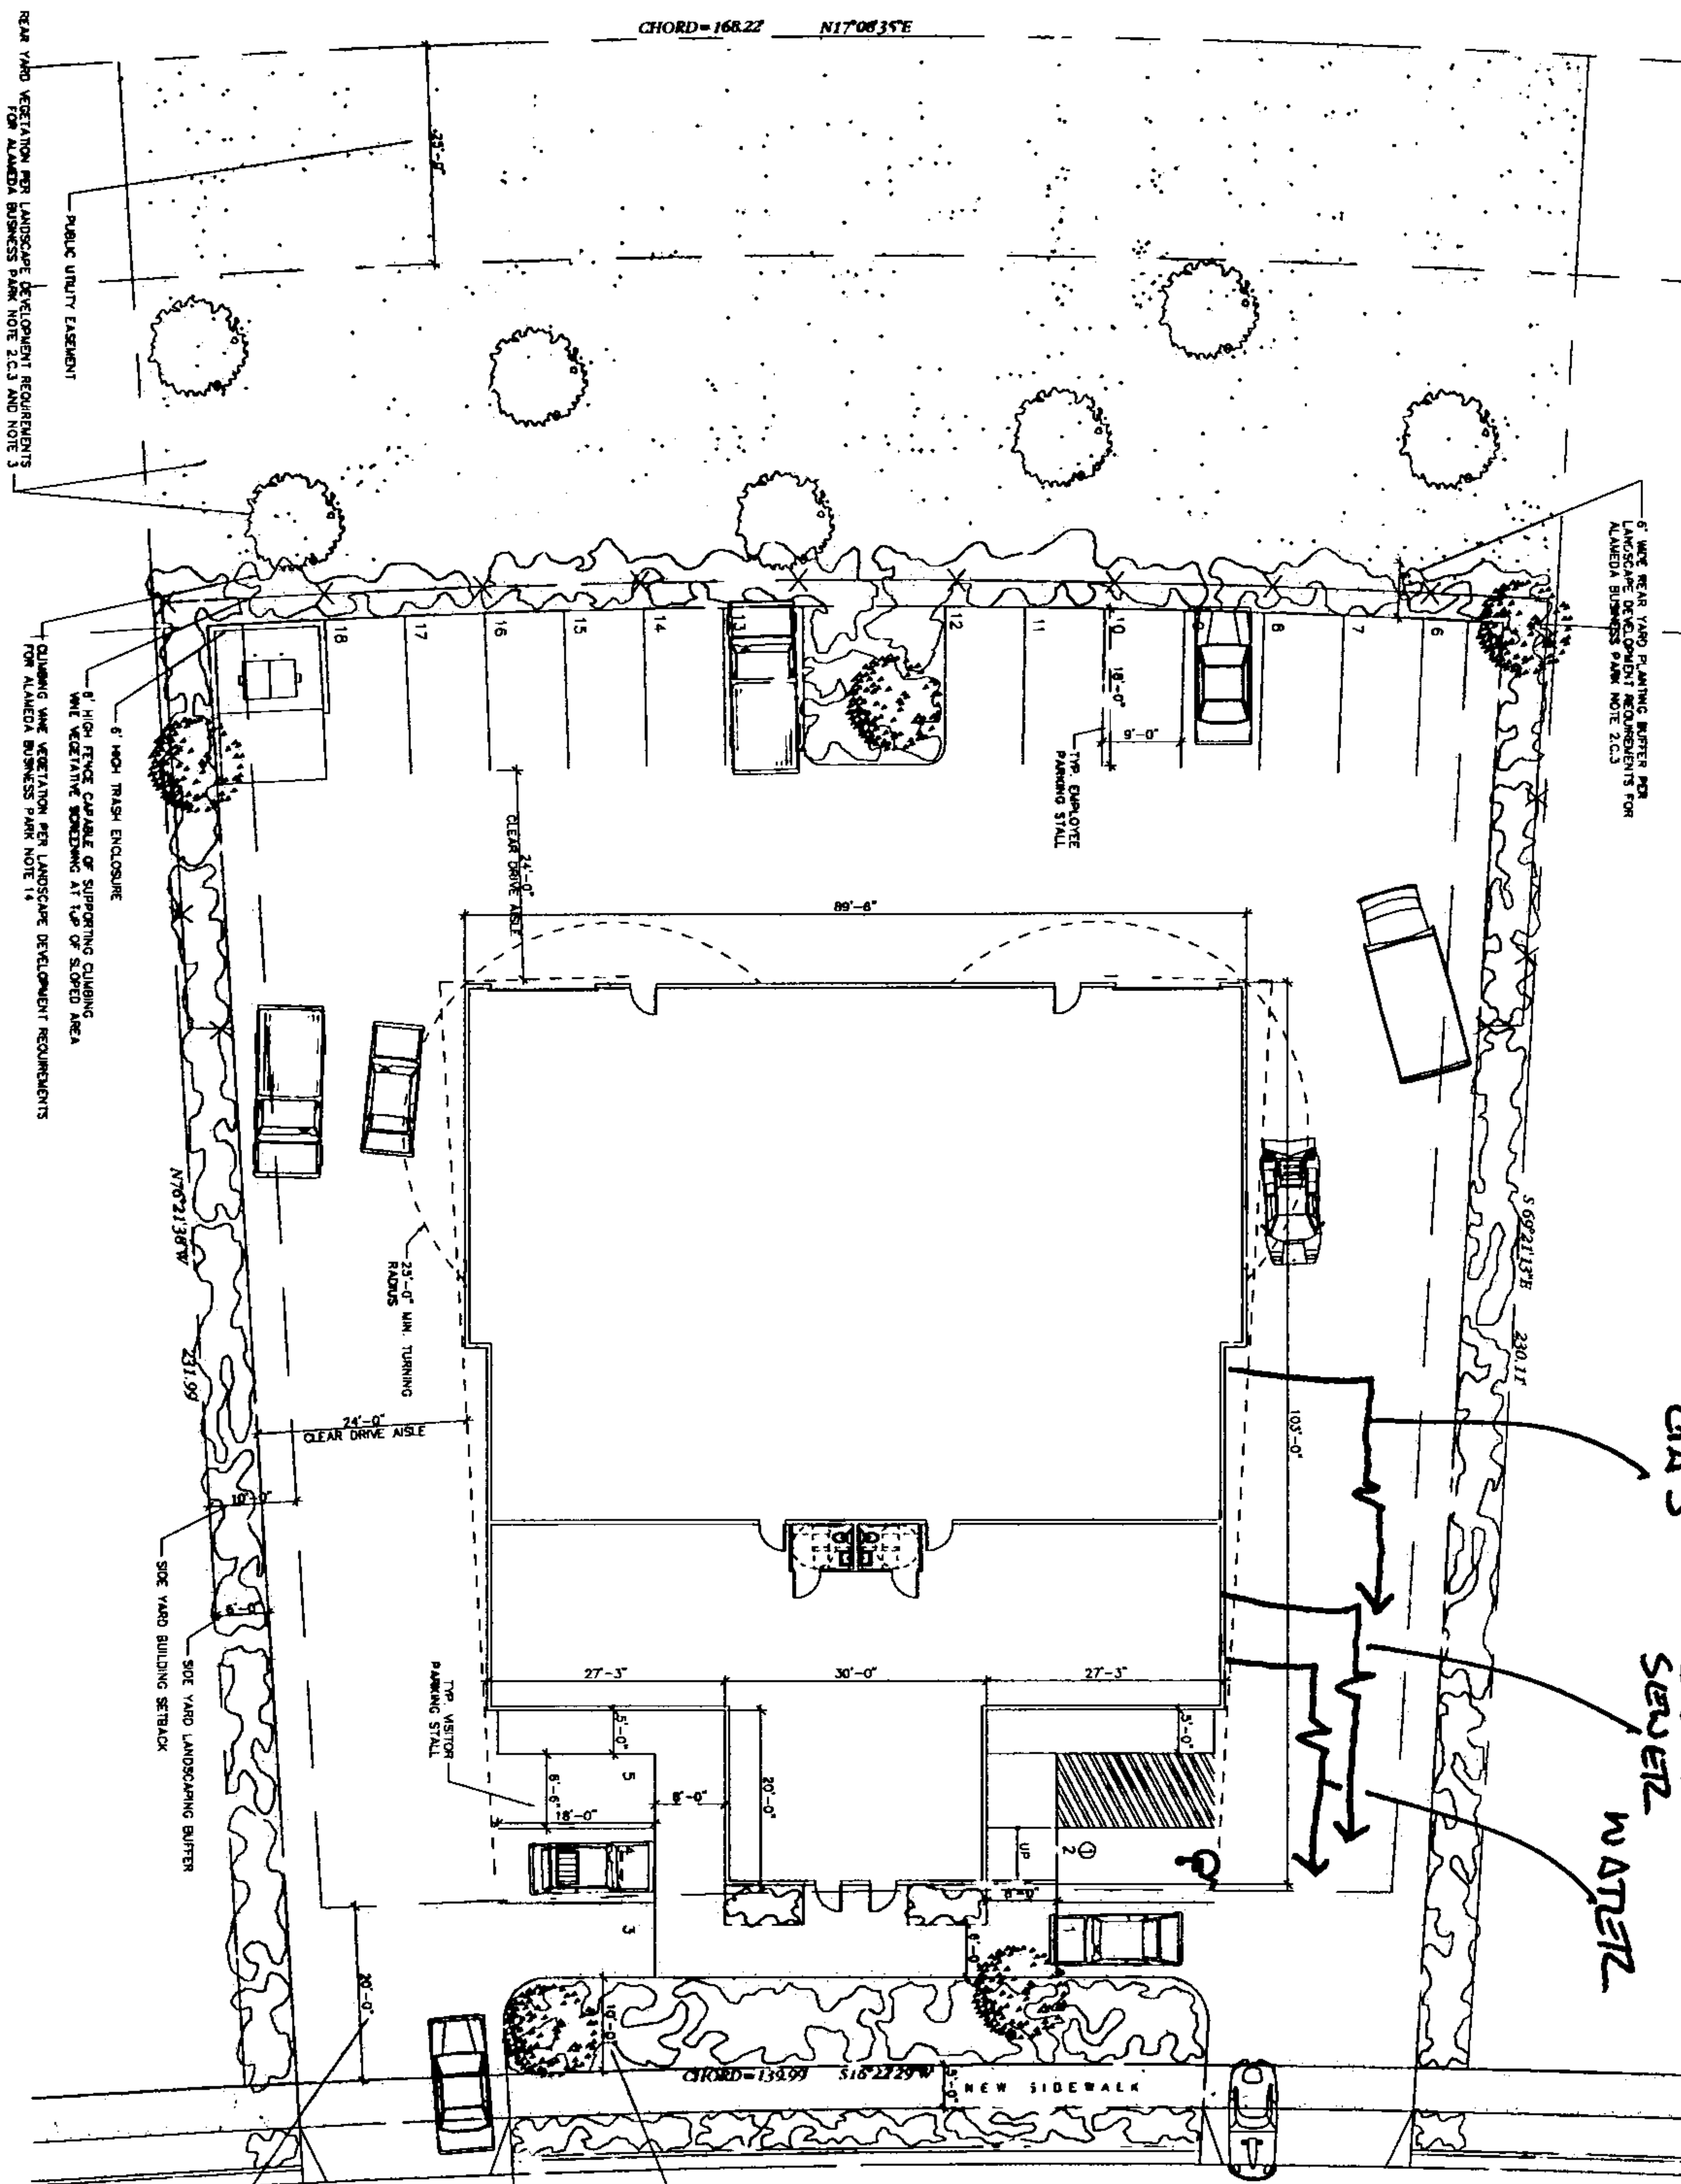 CHORD=168.22' N17°08'35"E
REAR YARD VEGETATION PER LANDSCAPE DEVELOPMENT REQUIREMENTS
FOR ALAMEDA BUSINESS PARK NOTE 2.C.3 AND NOTE 3
PUBLIC UTILITY EASEMENT
25'-0"
6' WIDE REAR YARD PLANTING BUFFER PER
LANDSCAPE DEVELOPMENT REQUIREMENTS FOR
ALAMEDA BUSINESS PARK NOTE 2.C.3
CLIMBING VINE VEGETATION PER LANDSCAPE DEVELOPMENT REQUIREMENTS
FOR ALAMEDA BUSINESS PARK NOTE 14
8' HIGH FENCE CAPABLE OF SUPPORTING CLIMBING
VINE VEGETATIVE SCREENING AT TOP OF SLOPED AREA
6' HIGH TRASH ENCLOSURE
18
17
16
15
14
13
12
11
10
8
7
6
18'-0"
9'-0"
TYP. EMPLOYEE
PARKING STALL
24'-0"
CLEAR DRIVE AISLE
89'-6"
25'-0" MIN. TURNING
RADIUS
N76°21'38"W
231.99'
S 69°21'13"E
230.11'
103'-0"
24'-0"
CLEAR DRIVE AISLE
10'-0"
6'-0"
SIDE YARD BUILDING SETBACK
SIDE YARD LANDSCAPING BUFFER
GAS
SEWER
WATER
27'-3"
30'-0"
27'-3"
TYP. VISITOR
PARKING STALL
5'-0"
5'-0"
5
18'-0"
20'-0"
UP
2
4
3
1
20'-0"
10'-0"
CHORD=139.99 S16°22'29"W
5'-0"
NEW SIDEWALK